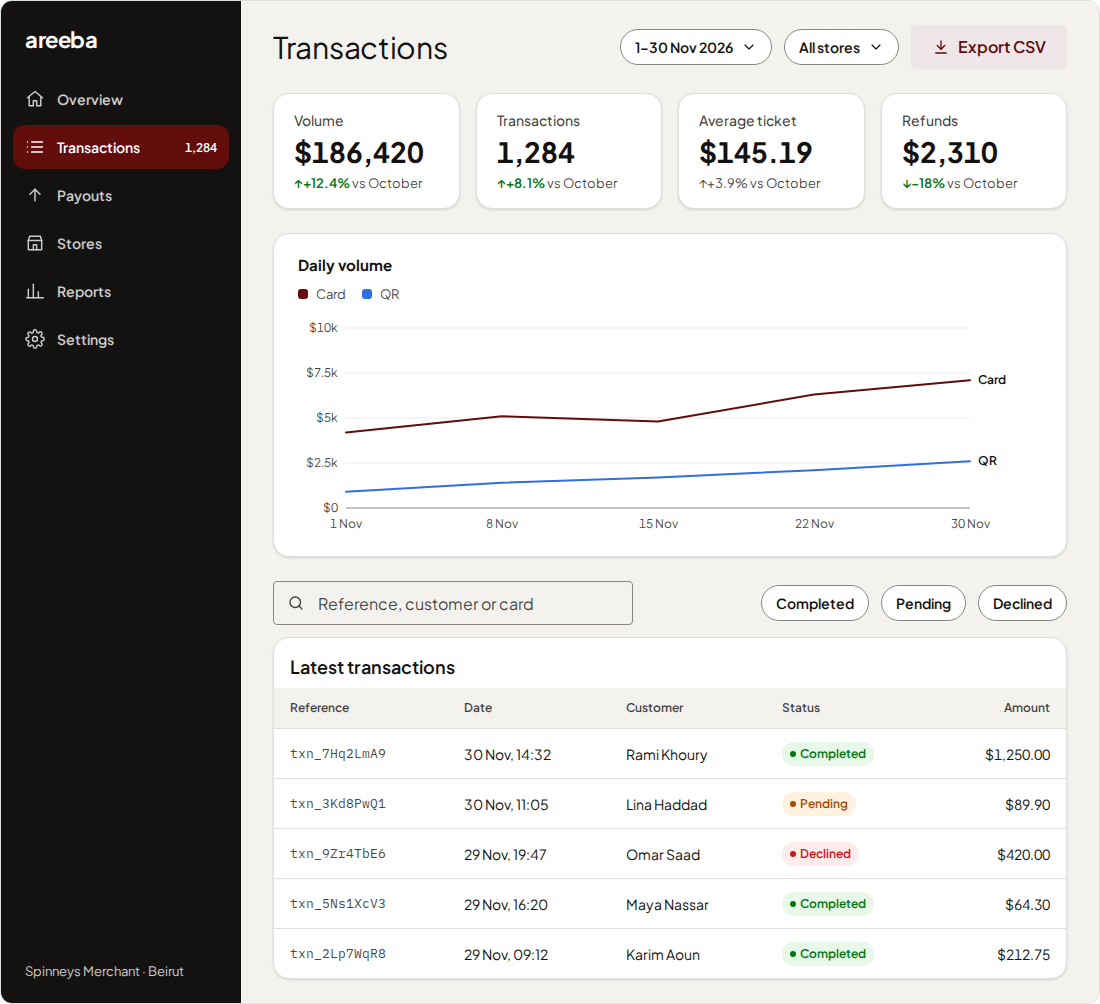 areeba
Overview
Transactions 1,284
Payouts
Stores
Reports
Settings
Spinneys Merchant · Beirut
Transactions
1–30 Nov 2026
All stores
Export CSV
Volume
$186,420
↑+12.4% vs October
Transactions
1,284
↑+8.1% vs October
Average ticket
$145.19
↑+3.9% vs October
Refunds
$2,310
↓−18% vs October
Daily volume
Card QR
$10k
$7.5k
$5k
$2.5k
$0
Card
QR
1 Nov 8 Nov 15 Nov 22 Nov 30 Nov
Reference, customer or card
Completed Pending Declined
Latest transactions
Reference Date Customer Status Amount
txn_7Hq2LmA9 30 Nov, 14:32 Rami Khoury Completed $1,250.00
txn_3Kd8PwQ1 30 Nov, 11:05 Lina Haddad Pending $89.90
txn_9Zr4TbE6 29 Nov, 19:47 Omar Saad Declined $420.00
txn_5Ns1XcV3 29 Nov, 16:20 Maya Nassar Completed $64.30
txn_2Lp7WqR8 29 Nov, 09:12 Karim Aoun Completed $212.75